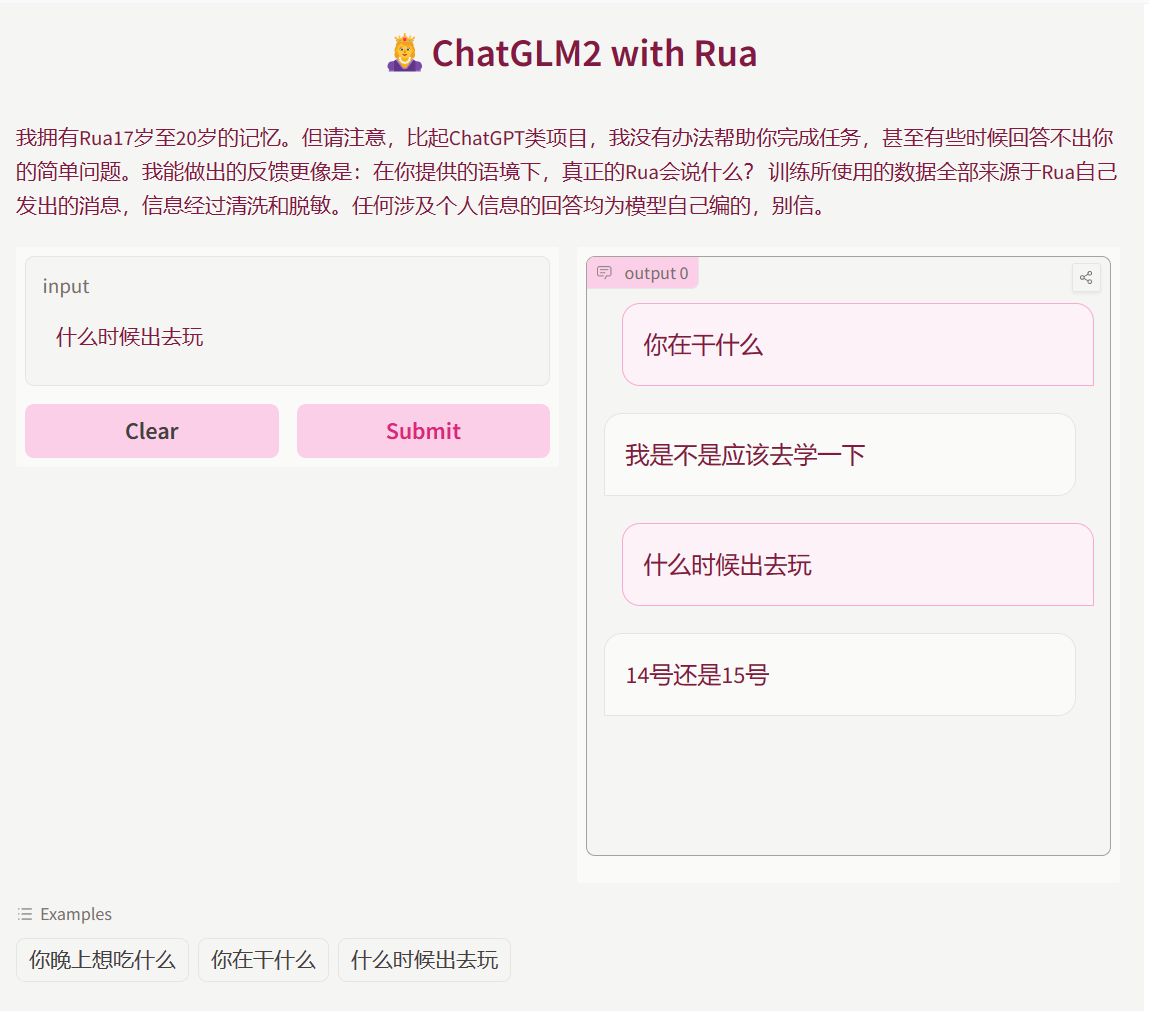 ChatGLM2 with Rua
我拥有Rua17岁至20岁的记忆。但请注意，比起ChatGPT类项目，我没有办法帮助你完成任务，甚至有些时候回答不出你
的简单问题。我能做出的反馈更像是：在你提供的语境下，真正的Rua会说什么？ 训练所使用的数据全部来源于Rua自己
发出的消息，信息经过清洗和脱敏。任何涉及个人信息的回答均为模型自己编的，别信。
input
什么时候出去玩
Clear
Submit
output 0
你在干什么
我是不是应该去学一下
什么时候出去玩
14号还是15号
Examples
你晚上想吃什么
你在干什么
什么时候出去玩